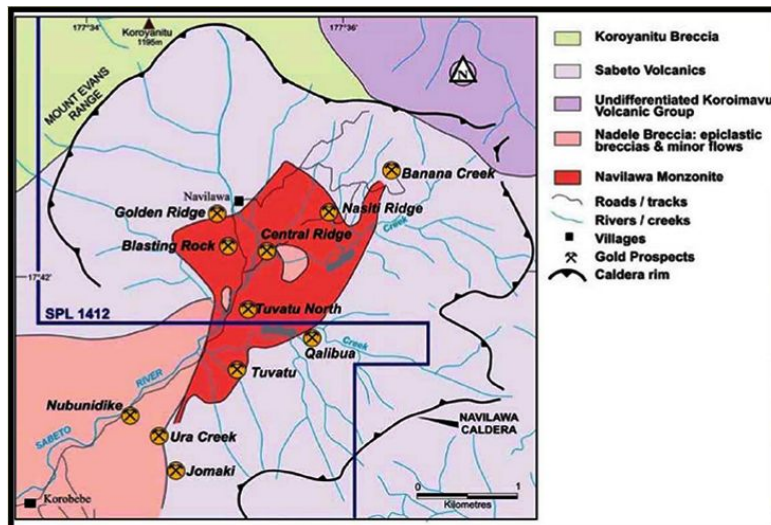 177°34'
177°36'
Koroyanitu
1195m
MOUNT EVANS
RANGE
N
Banana Creek
Navilawa
Golden Ridge
Nasiti Ridge
Creek
Central Ridge
Blasting Rock
17°42'
SPL 1412
Tuvatu North
Qalibua
Creek
Tuvatu
RIVER
Nubunidike
SABETO
NAVILAWA
CALDERA
Ura Creek
Jomaki
Korobebe
0
1
Kilometres
Koroyanitu Breccia
Sabeto Volcanics
Undifferentiated Koroimavu
Volcanic Group
Nadele Breccia: epiclastic
breccias & minor flows
Navilawa Monzonite
Roads / tracks
Rivers / creeks
Villages
Gold Prospects
Caldera rim